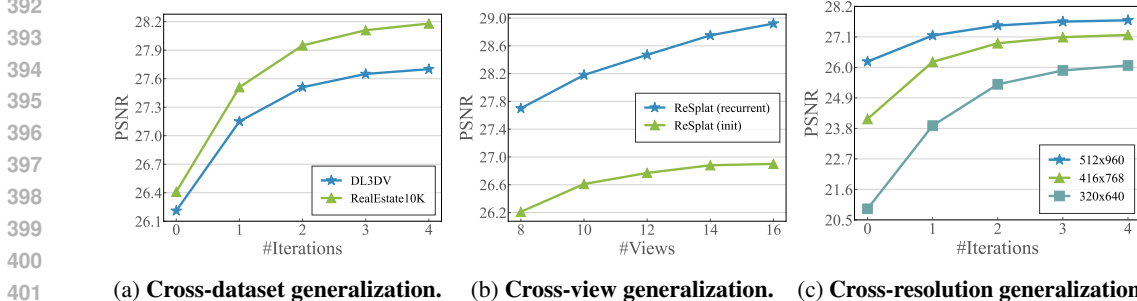 392
393
394
395
396
397
398
399
400
401
28.2
27.9
27.6
27.3
27.0
26.7
26.4
26.1
PSNR
0 1 2 3 4
#Iterations
DL3DV
RealEstate10K
29.0
28.6
28.2
27.8
27.4
27.0
26.6
26.2
PSNR
8 10 12 14 16
#Views
ReSplat (recurrent)
ReSplat (init)
28.2
27.1
26.0
24.9
23.8
22.7
21.6
20.5
PSNR
0 1 2 3 4
#Iterations
512x960
416x768
320x640
(a) Cross-dataset generalization. (b) Cross-view generalization. (c) Cross-resolution generalization